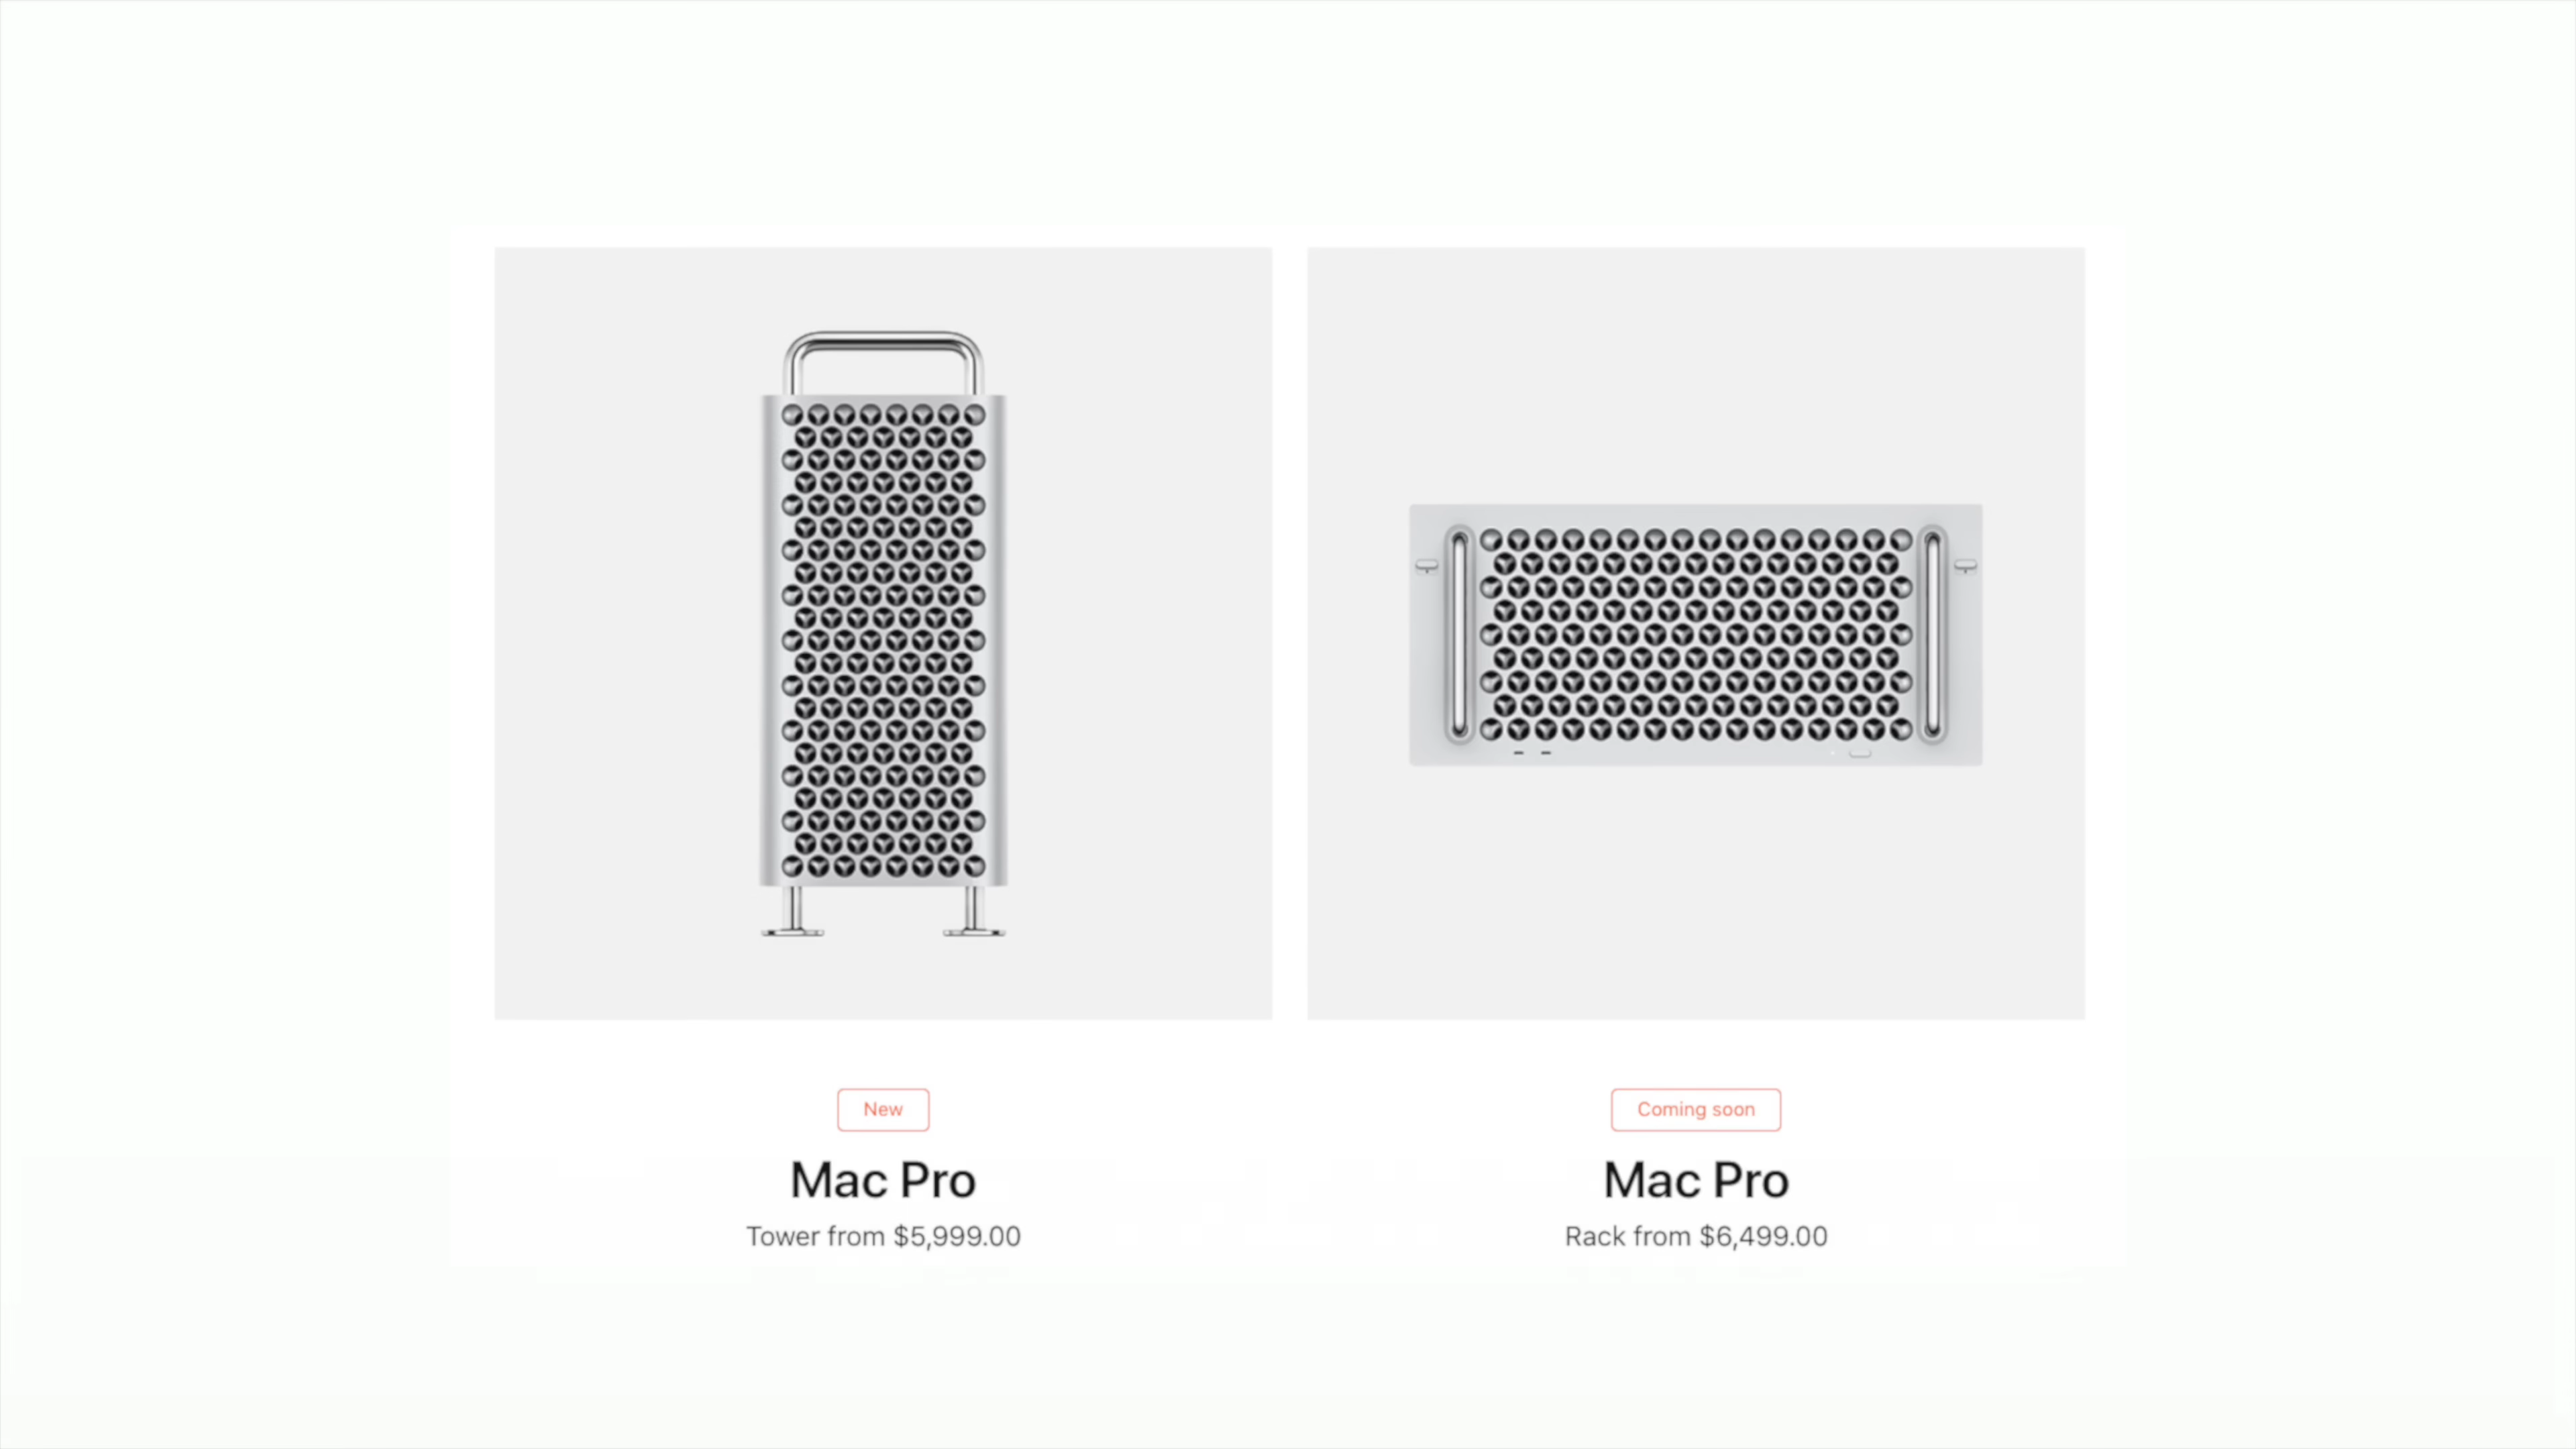 New
Mac Pro
Tower from $5,999.00
Coming soon
Mac Pro
Rack from $6,499.00